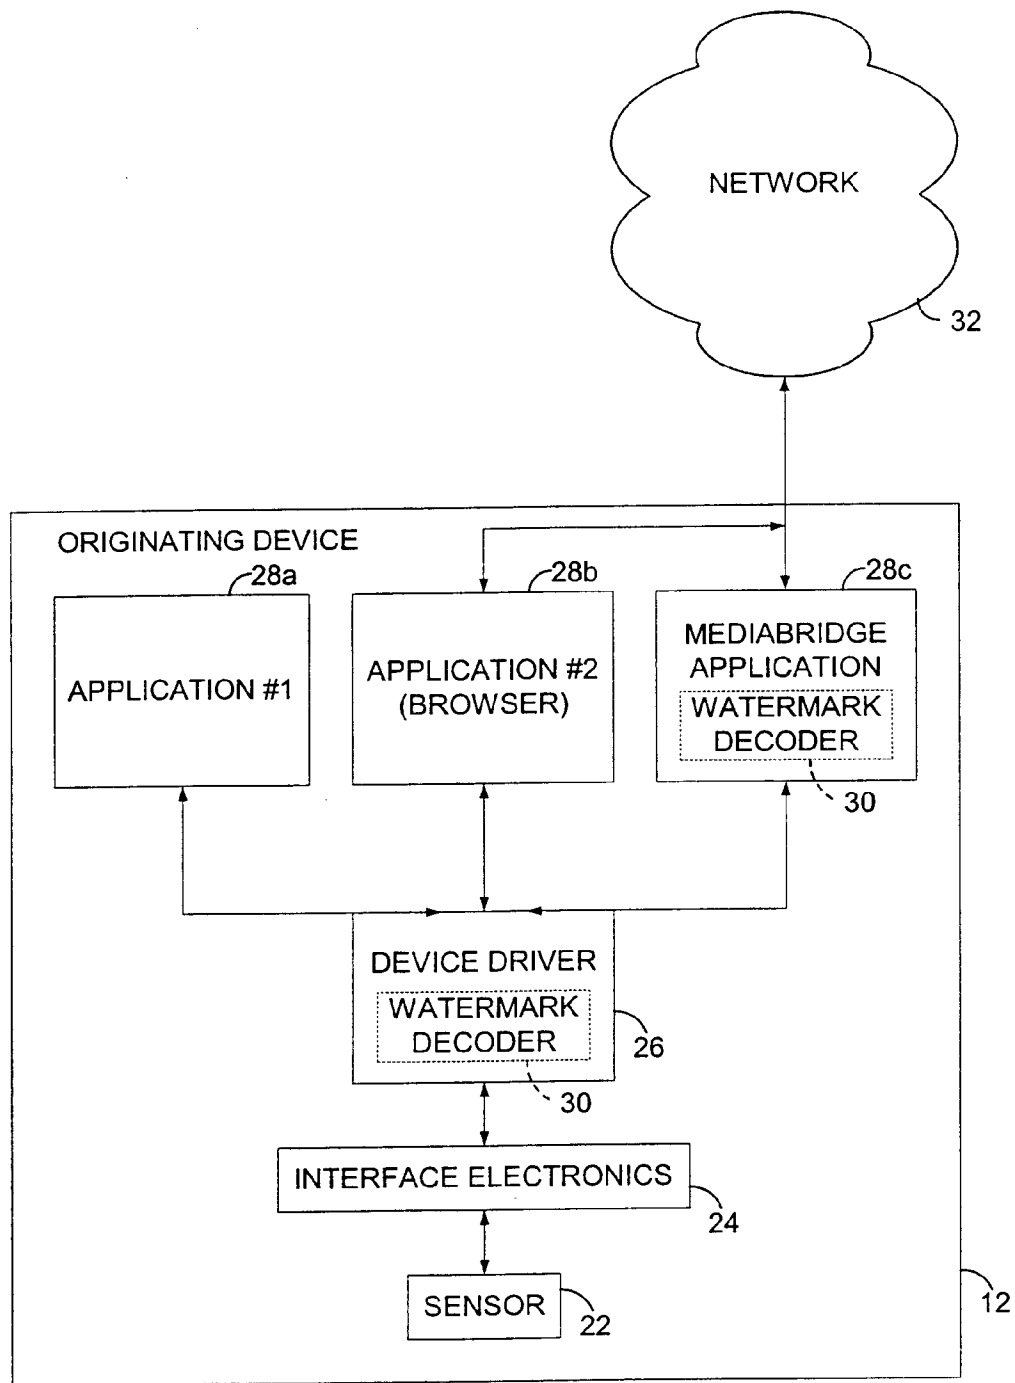 NETWORK
32
ORIGINATING DEVICE
28a
28b
28c
APPLICATION #1
APPLICATION #2
(BROWSER)
MEDIABRIDGE
APPLICATION
WATERMARK
DECODER
30
DEVICE DRIVER
WATERMARK
DECODER
26
30
INTERFACE ELECTRONICS
24
SENSOR
22
12